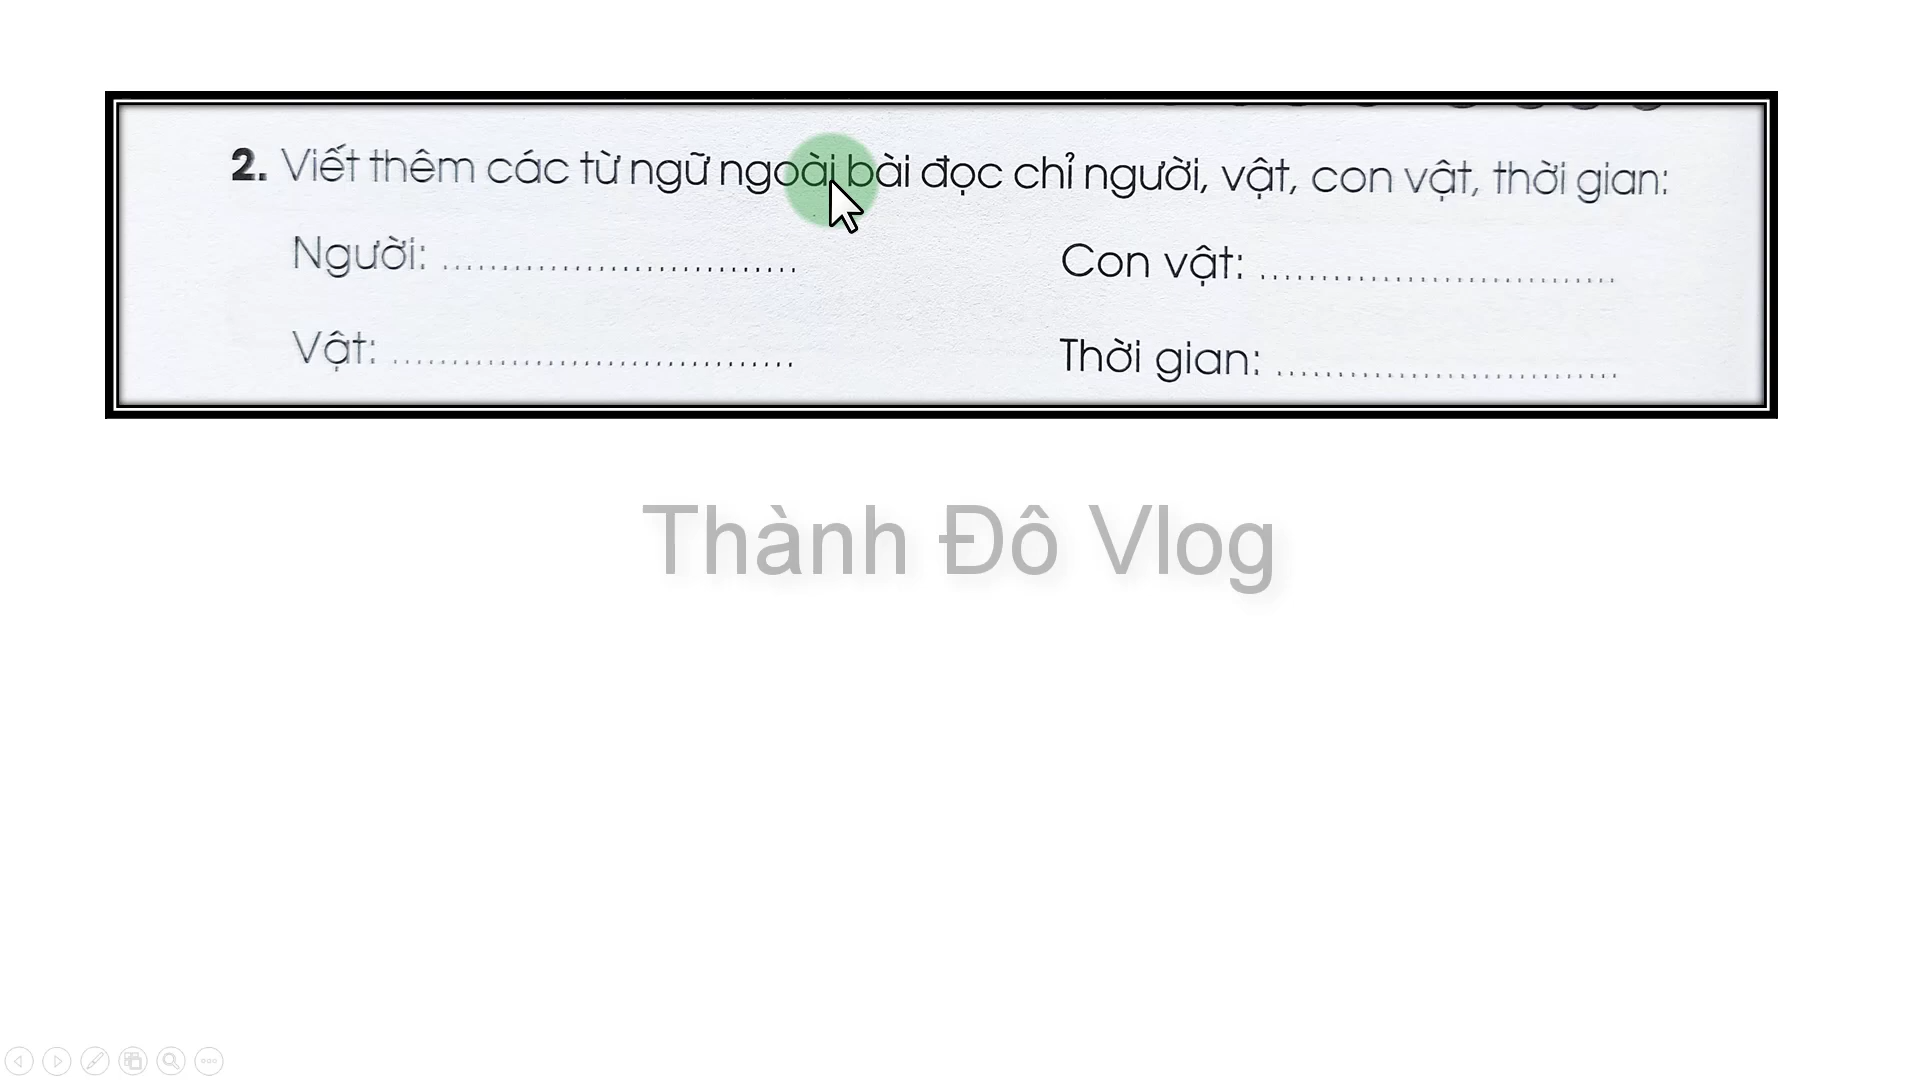 2. Viết thêm các từ ngữ ngoài bài đọc chỉ người, vật, con vật, thời gian:
Người: ............................. Con vật: .............................
Vật: ................................. Thời gian: ............................
Thành Đô Vlog